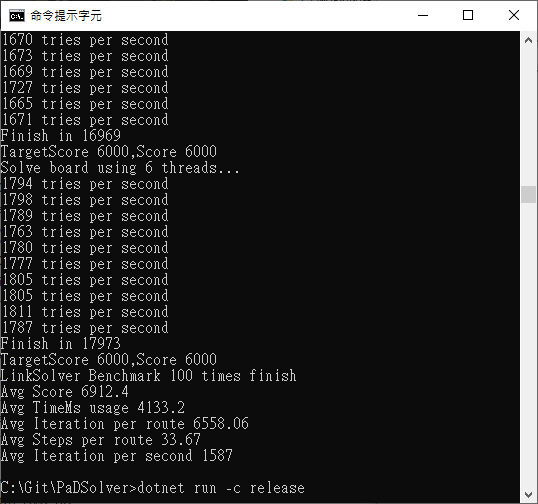 命令提示字元
1670 tries per second
1673 tries per second
1669 tries per second
1727 tries per second
1665 tries per second
1671 tries per second
Finish in 16969
TargetScore 6000,Score 6000
Solve board using 6 threads...
1794 tries per second
1798 tries per second
1789 tries per second
1763 tries per second
1780 tries per second
1777 tries per second
1805 tries per second
1805 tries per second
1811 tries per second
1787 tries per second
Finish in 17973
TargetScore 6000,Score 6000
LinkSolver Benchmark 100 times finish
Avg Score 6912.4
Avg TimeMs usage 4133.2
Avg Iteration per route 6558.06
Avg Steps per route 33.67
Avg Iteration per second 1587
C:\Git\PaDSolver>dotnet run -c release